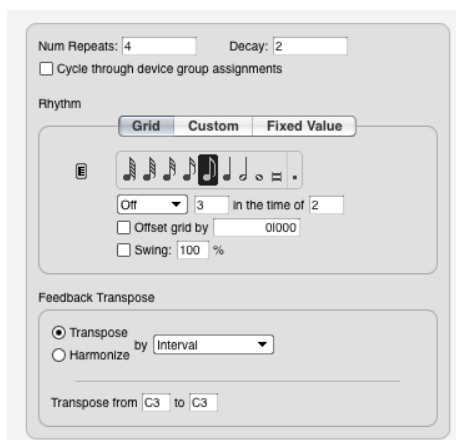 Num Repeats: 4 Decay: 2
Cycle through device group assignments
Rhythm
Grid Custom Fixed Value
E
Off 3 in the time of 2
Offset grid by 0|000
Swing: 100 %
Feedback Transpose
Transpose
Harmonize by Interval
Transpose from C3 to C3